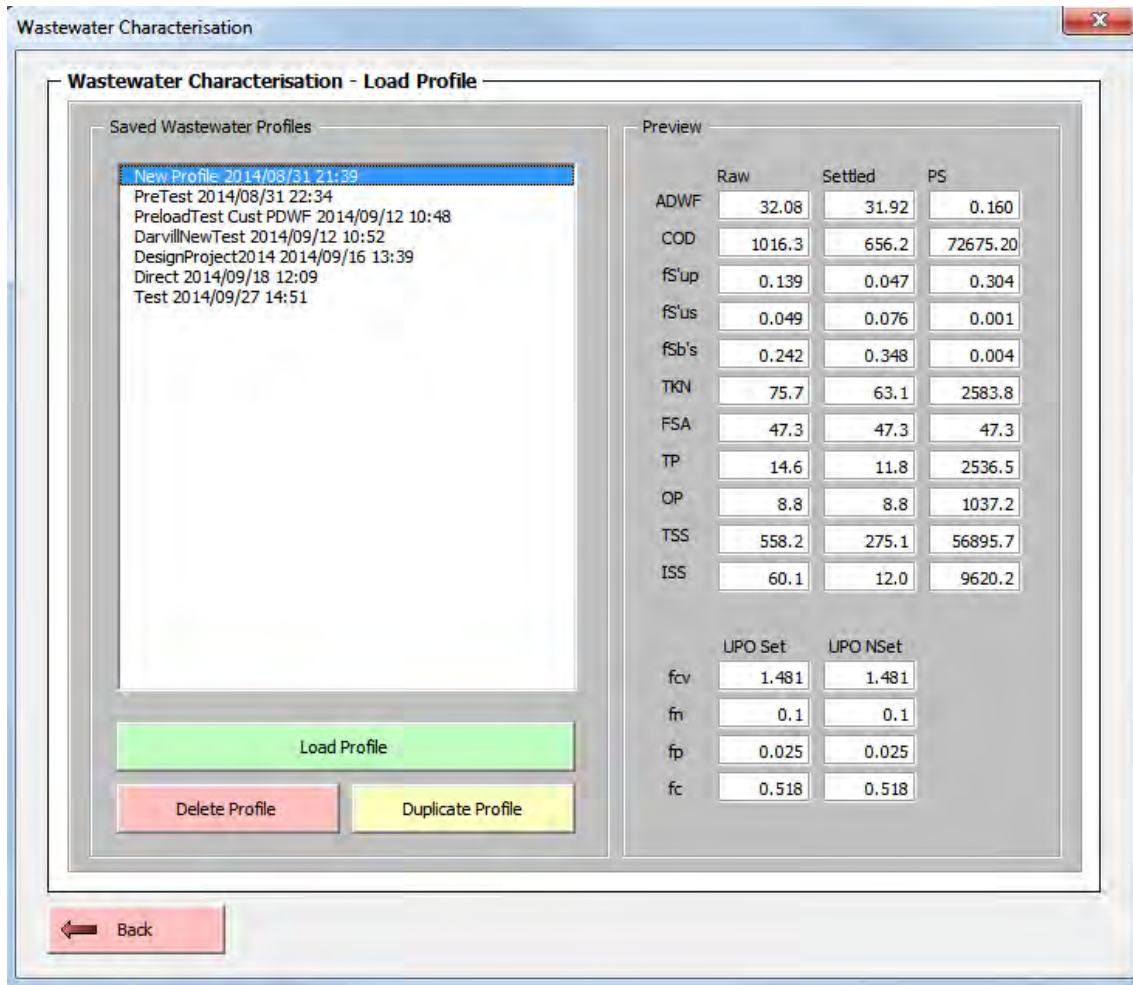 Wastewater Characterisation
x
Wastewater Characterisation - Load Profile
Saved Wastewater Profiles
New Profile 2014/08/31 21:39
PreTest 2014/08/31 22:34
PreloadTest Cust PDWF 2014/09/12 10:48
DarvillNewTest 2014/09/12 10:52
DesignProject2014 2014/09/16 13:39
Direct 2014/09/18 12:09
Test 2014/09/27 14:51
Load Profile
Delete Profile Duplicate Profile
Preview
Raw Settled PS
ADWF 32.08 31.92 0.160
COD 1016.3 656.2 72675.20
fS'up 0.139 0.047 0.304
fS'us 0.049 0.076 0.001
fSb's 0.242 0.348 0.004
TKN 75.7 63.1 2583.8
FSA 47.3 47.3 47.3
TP 14.6 11.8 2536.5
OP 8.8 8.8 1037.2
TSS 558.2 275.1 56895.7
ISS 60.1 12.0 9620.2
UPO Set UPO NSet
fcv 1.481 1.481
fn 0.1 0.1
fp 0.025 0.025
fc 0.518 0.518
Back